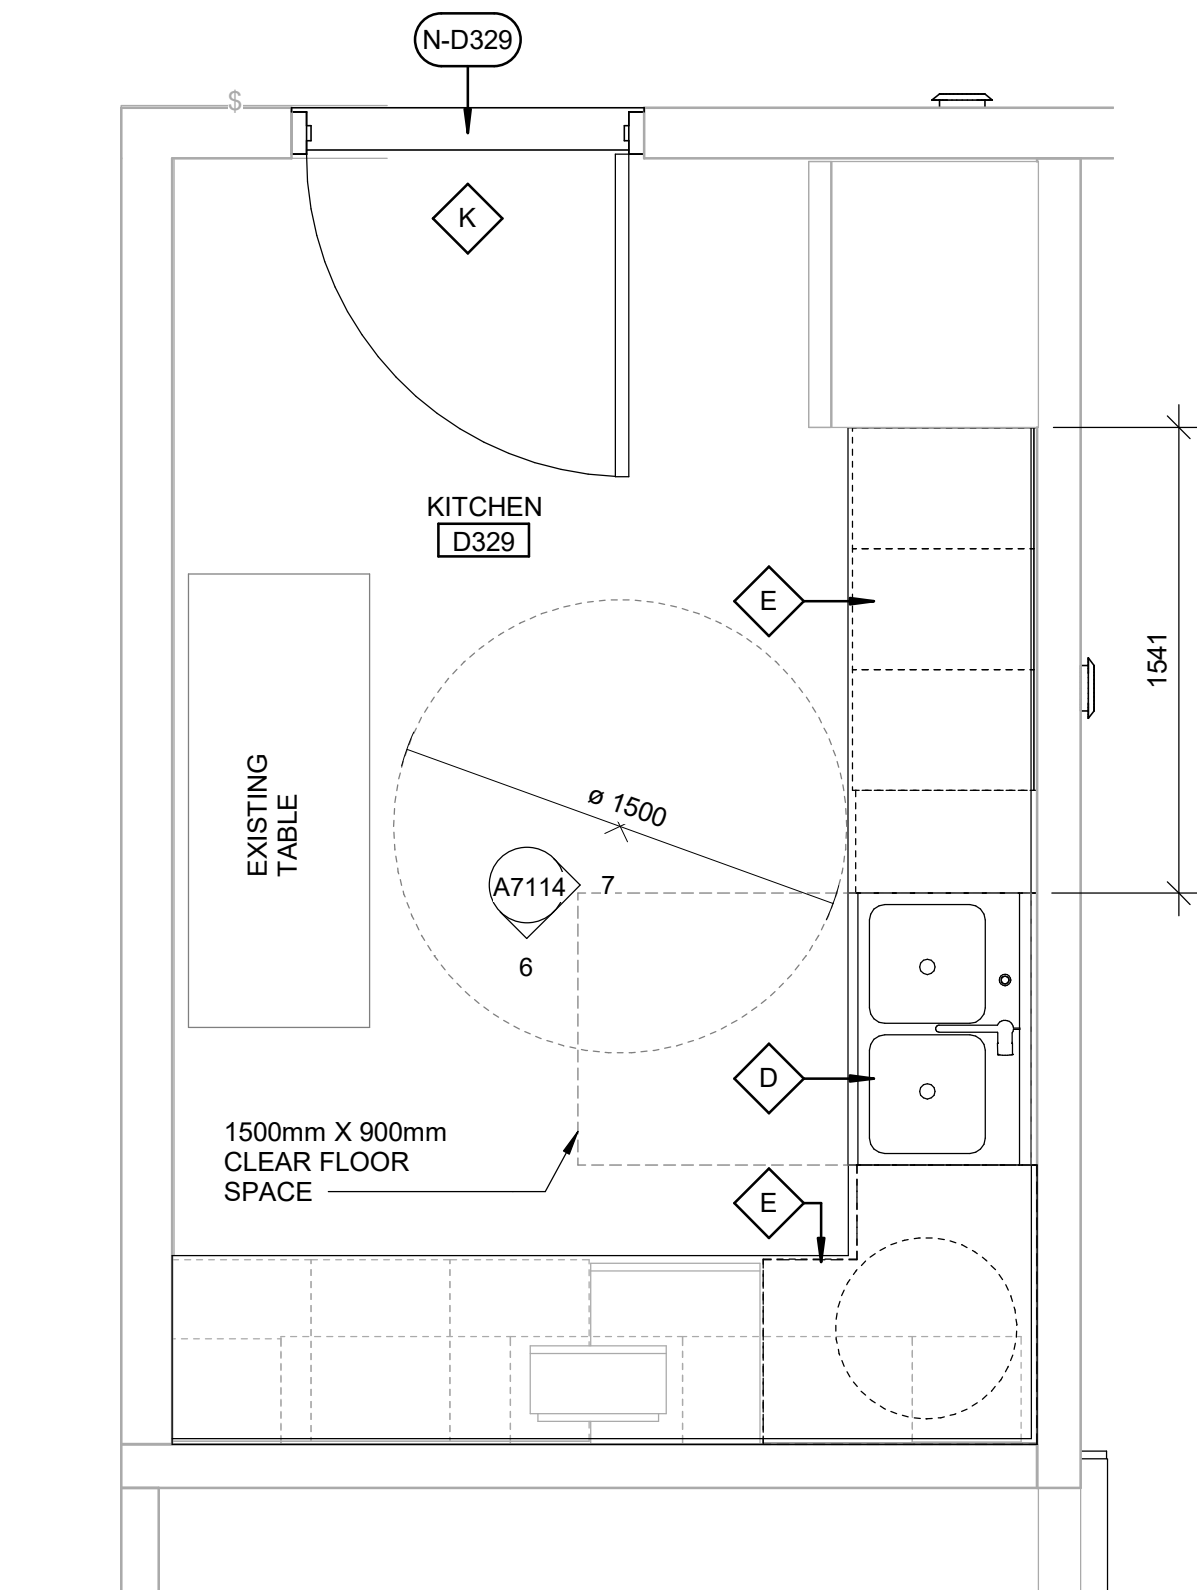 N-D329
$
K
KITCHEN
D329
E
1541
EXISTING
TABLE
ø 1500
A7114
7
6
D
1500mm X 900mm
CLEAR FLOOR
SPACE
E